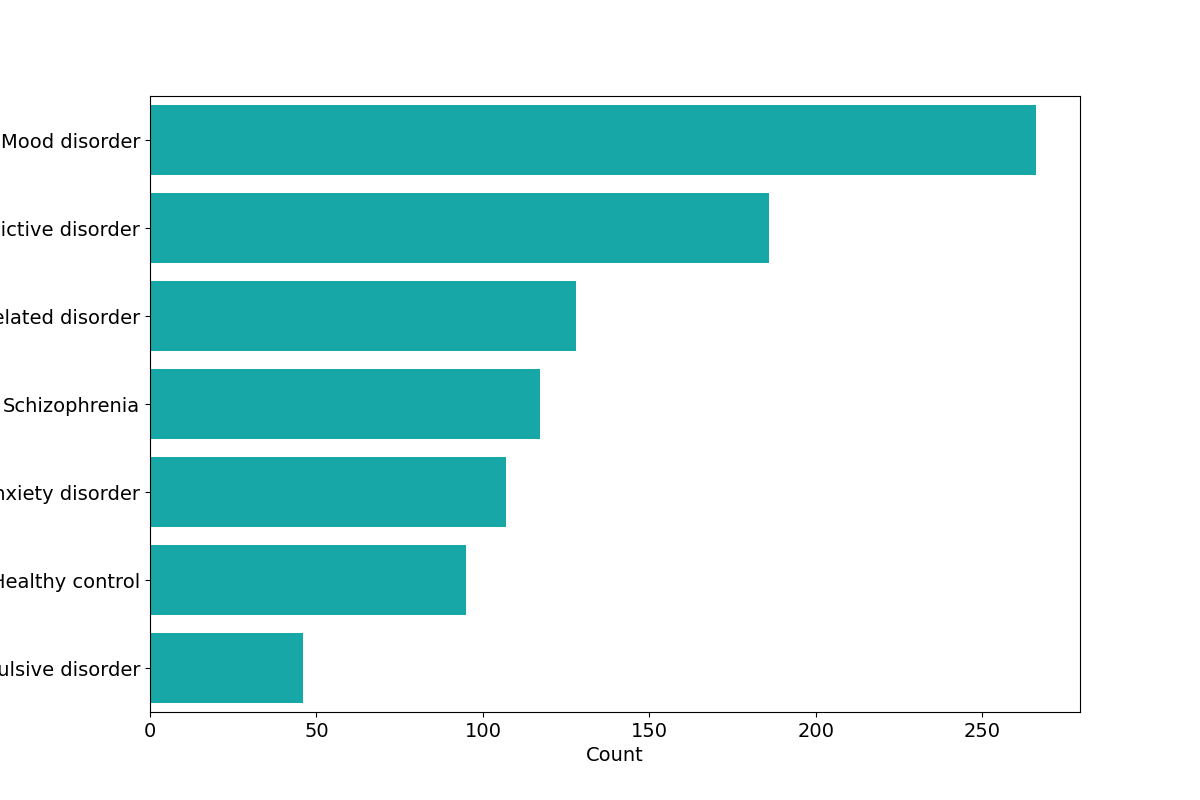 Mood disorder
ictive disorder
elated disorder
Schizophrenia
nxiety disorder
Healthy control
ulsive disorder
0 50 100 150 200 250
Count